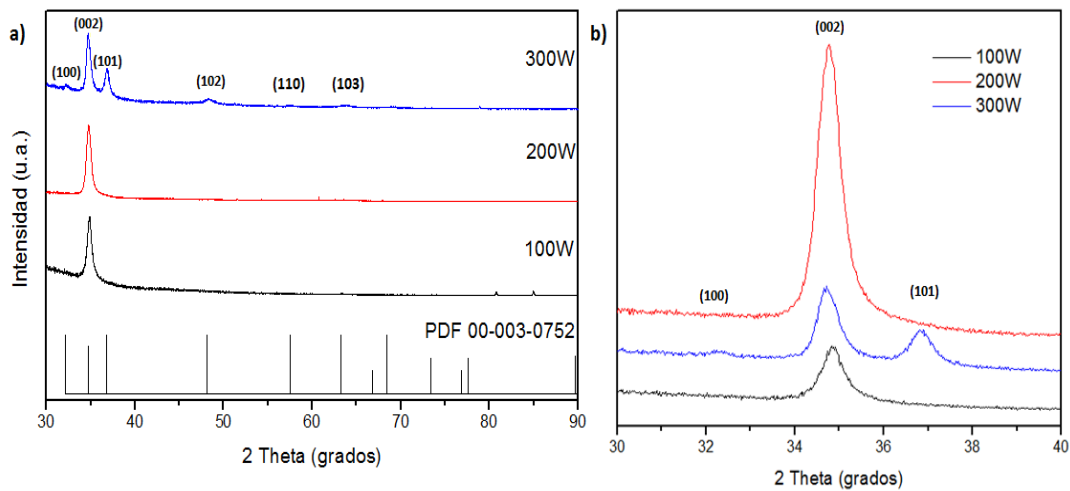 a)
Intensidad (u.a.)
(002)
(100)
(101)
(102)
(110)
(103)
300W
200W
100W
PDF 00-003-0752
30 40 50 60 70 80 90
2 Theta (grados)
b)
(002)
100W
200W
300W
(100)
(101)
30 32 34 36 38 40
2 Theta (grados)